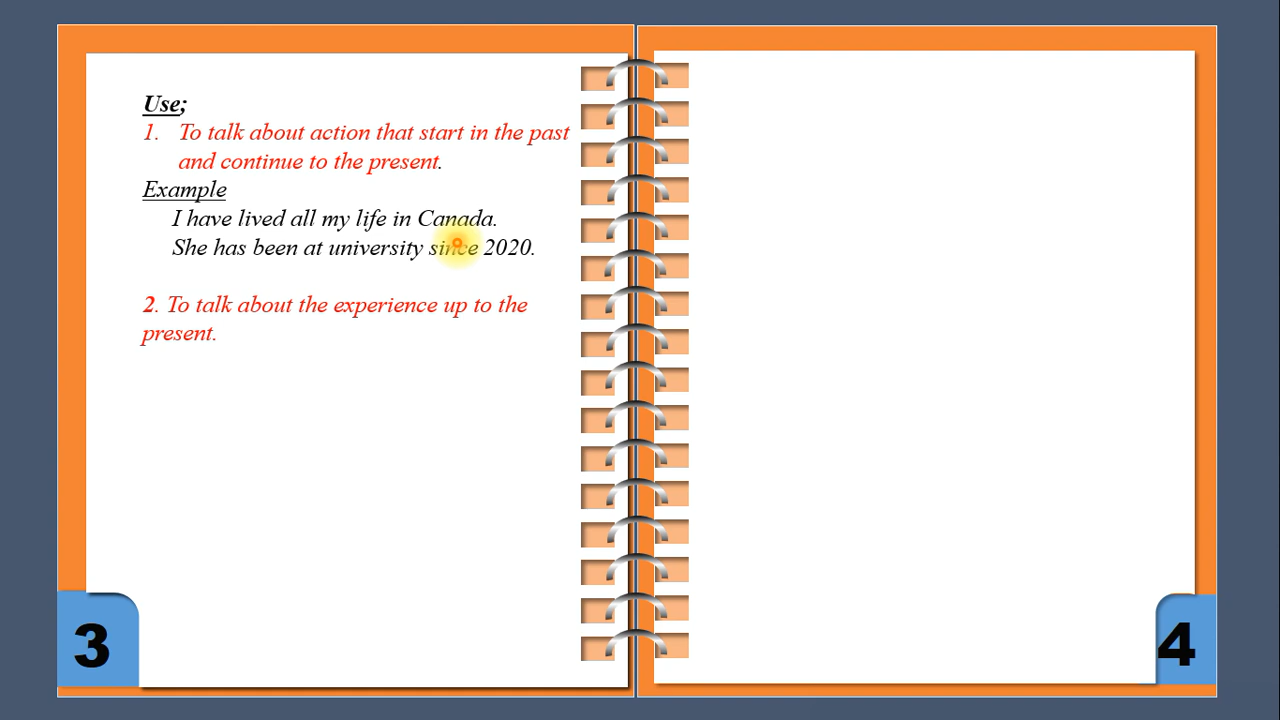 Use;
1. To talk about action that start in the past
and continue to the present.
Example
I have lived all my life in Canada.
She has been at university since 2020.
2. To talk about the experience up to the
present.
3
4